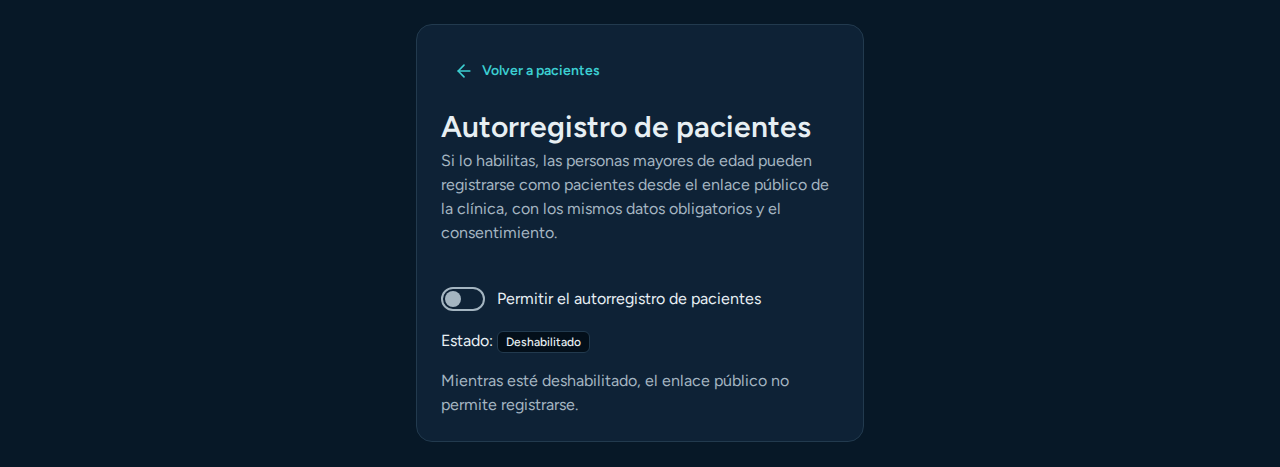 Volver a pacientes
Autorregistro de pacientes
Si lo habilitas, las personas mayores de edad pueden
registrarse como pacientes desde el enlace público de
la clínica, con los mismos datos obligatorios y el
consentimiento.
Permitir el autorregistro de pacientes
Estado: Deshabilitado
Mientras esté deshabilitado, el enlace público no
permite registrarse.